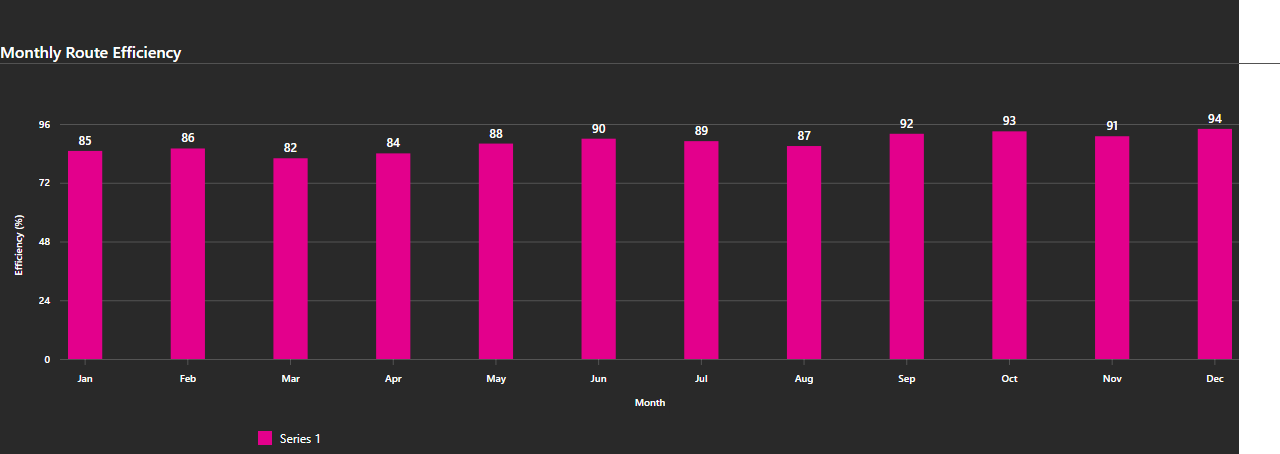 Monthly Route Efficiency
96
72
48
24
0
Efficiency (%)
85 86 82 84 88 90 89 87 92 93 91 94
Jan Feb Mar Apr May Jun Jul Aug Sep Oct Nov Dec
Month
Series 1